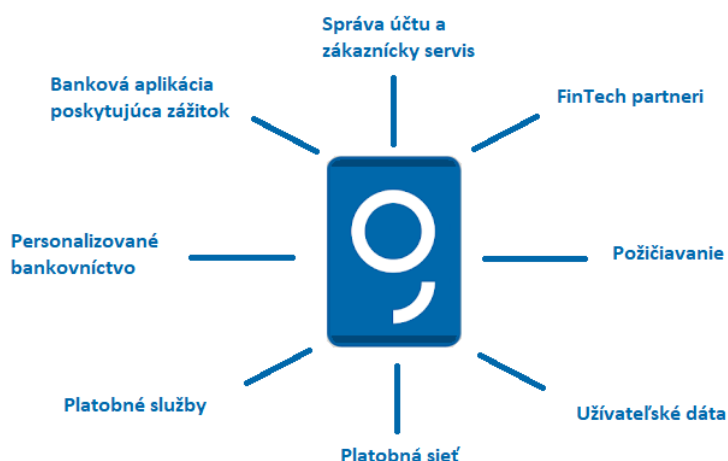 Správa účtu a
zákaznícky servis
Banková aplikácia
poskytujúca zážitok
FinTech partneri
Personalizované
bankovníctvo
Požičiavanie
Platobné služby
Užívateľské dáta
Platobná sieť